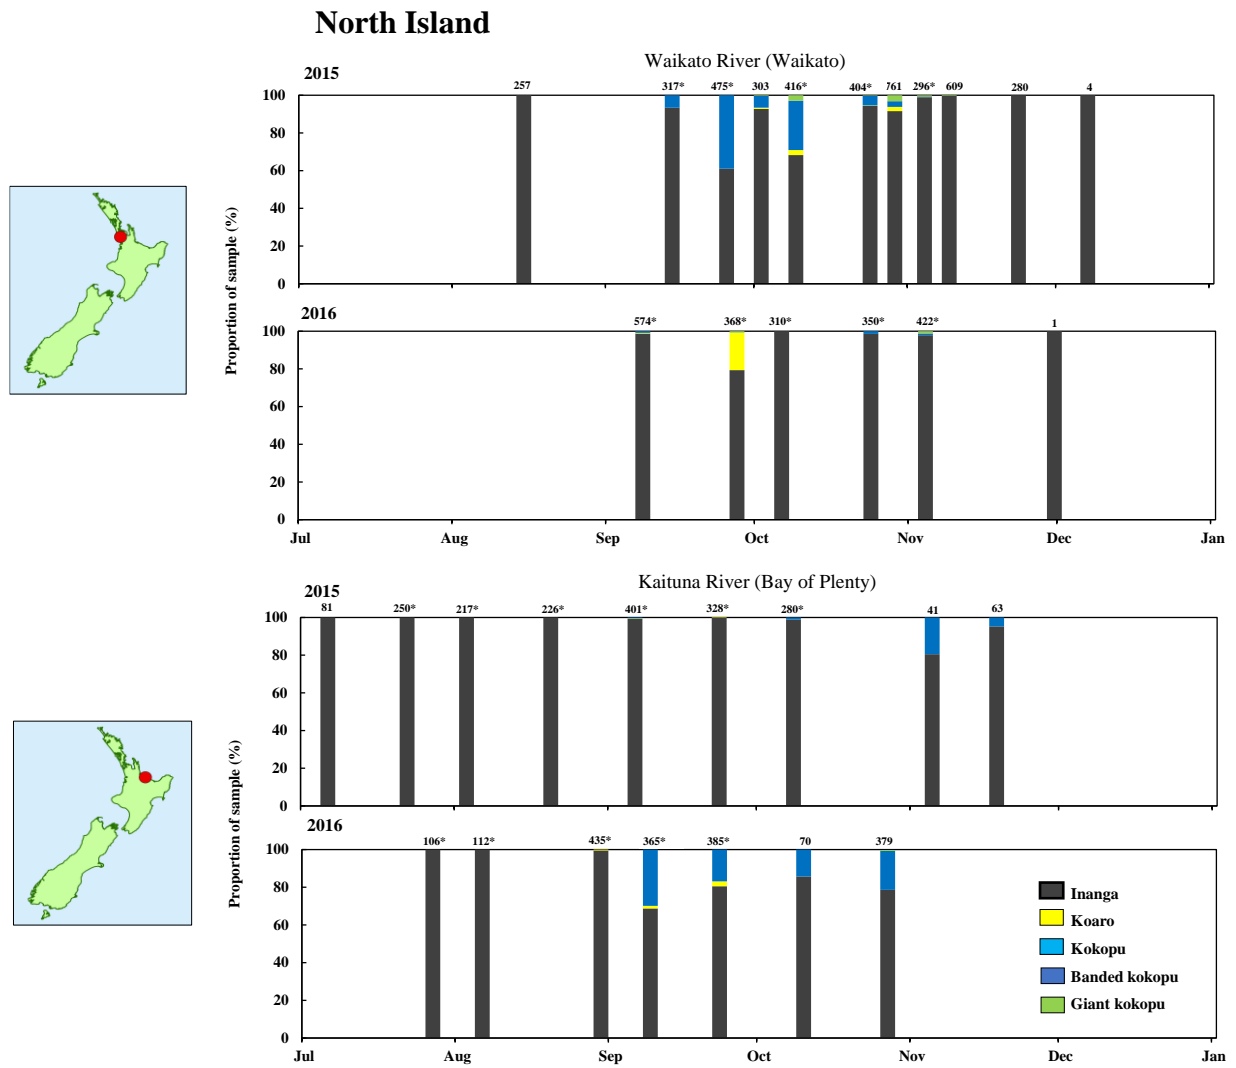 North Island
Waikato River (Waikato)
2015
257 317* 475* 303 416* 404* 761 296* 609 280 4
100
80
60
40
20
0
Proportion of sample (%)
2016
574* 368* 310* 350* 422* 1
100
80
60
40
20
0
Jul Aug Sep Oct Nov Dec Jan
Kaituna River (Bay of Plenty)
2015
81 250* 217* 226* 401* 328* 280* 41 63
100
80
60
40
20
0
Proportion of sample (%)
2016
106* 112* 435* 365* 385* 70 379
100
80
60
40
20
0
Inanga
Koaro
Kokopu
Banded kokopu
Giant kokopu
Jul Aug Sep Oct Nov Dec Jan